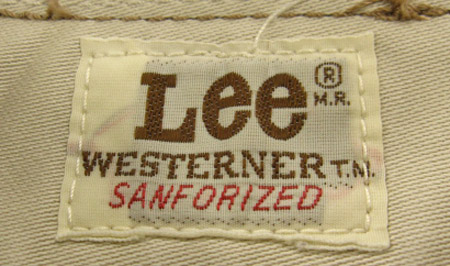 Lee ®
M.R.
WESTERNER T.M.
SANFORIZED